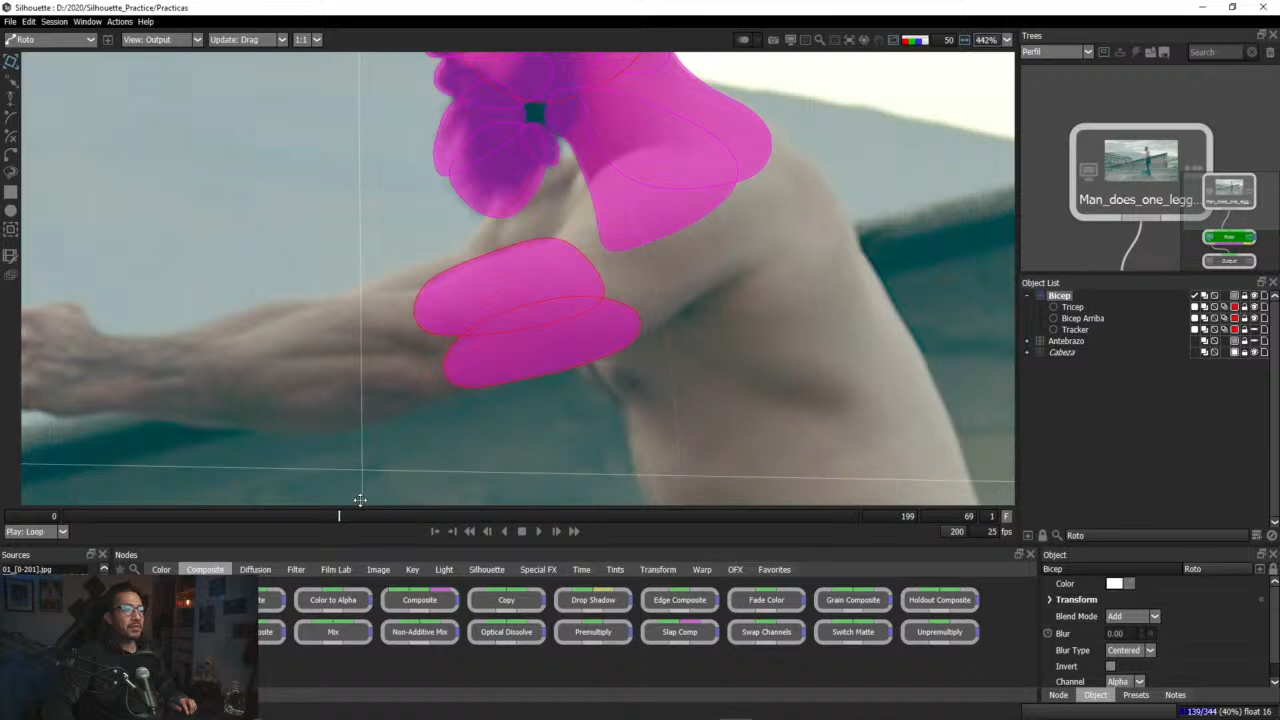 Silhouette : D:/2020/Silhouette_Practice/Practicas
File Edit Session Window Actions Help
Roto View: Output Update: Drag 1:1 50 442%
Trees
Perfil Search
Man_does_one_legg...
Man_does_one_legg...
Roto
Output
Object List
Bicep
Tricep
Bicep Arriba
Tracker
Antebrazo
Cabeza
0 199 69 1 F
Play: Loop 200 25 fps
Roto
Sources Nodes
01_[0-201].jpg Color Composite Diffusion Filter Film Lab Image Key Light Silhouette Special FX Time Tints Transform Warp OFX Favorites
te Color to Alpha Composite Copy Drop Shadow Edge Composite Fade Color Grain Composite Holdout Composite
osite Mix Non-Additive Mix Optical Dissolve Premultiply Slap Comp Swap Channels Switch Matte Unpremultiply
Object
Bicep Roto
Color
Transform
Blend Mode Add
Blur 0.00
Blur Type Centered
Invert
Channel Alpha
Node Object Presets Notes
139/344 (40%) float 16